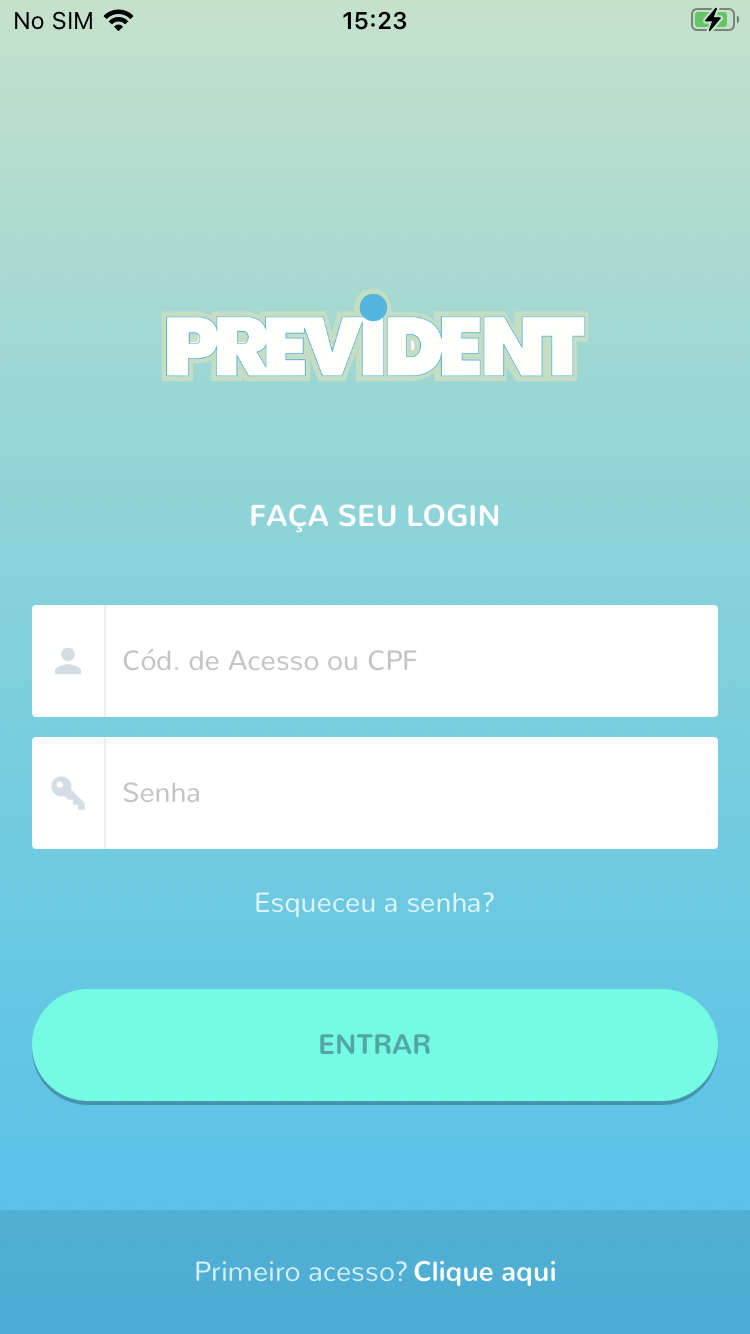 No SIM 15:23
PREVIDENT
FAÇA SEU LOGIN
Cód. de Acesso ou CPF
Senha
Esqueceu a senha?
ENTRAR
Primeiro acesso? Clique aqui